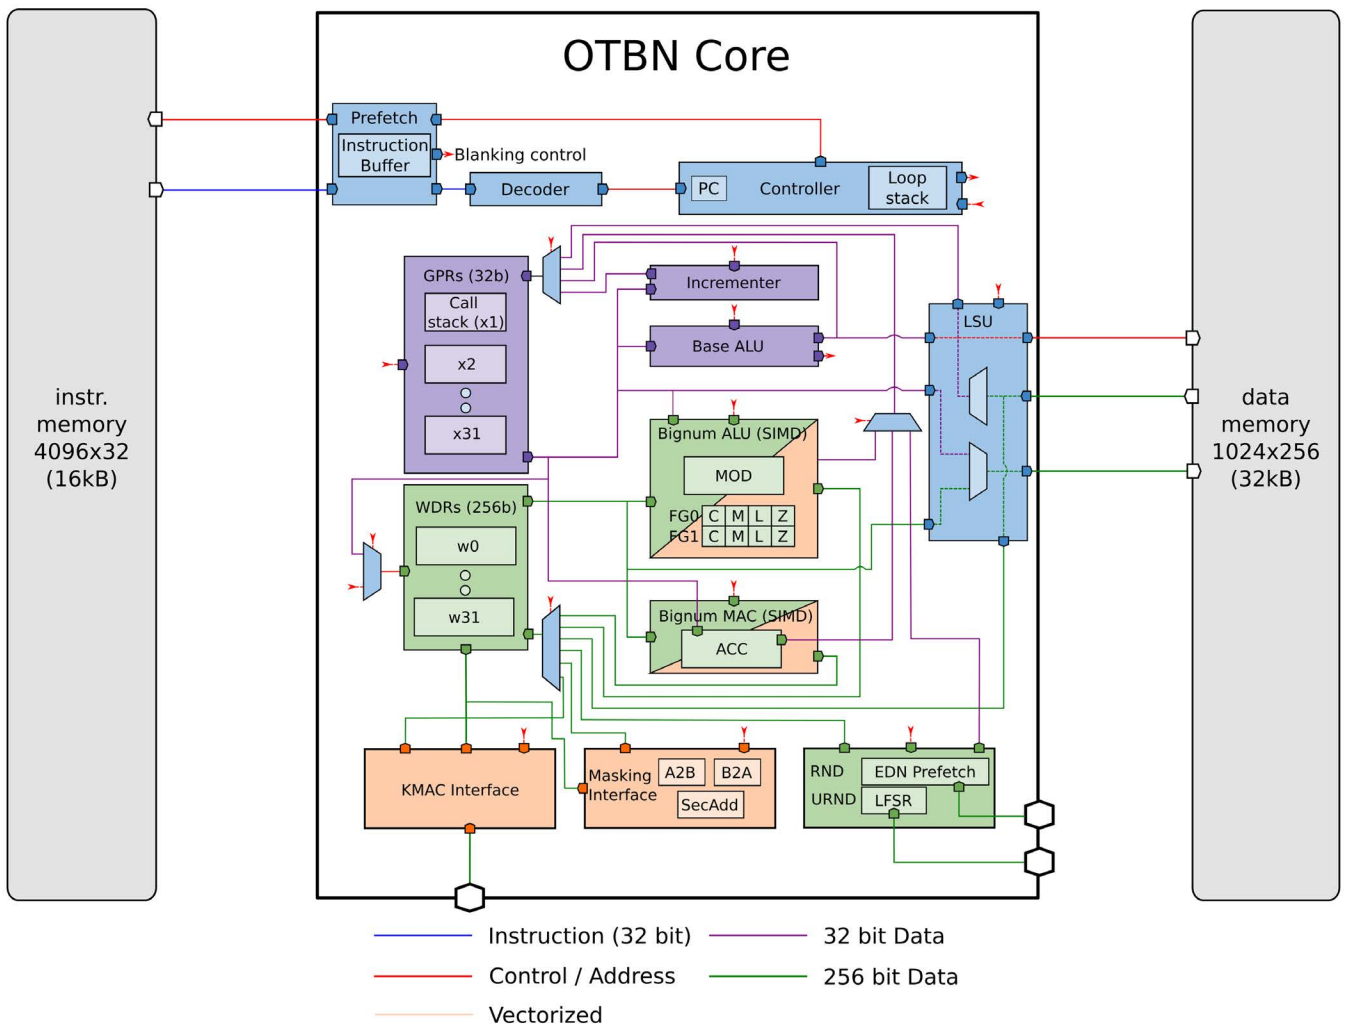 OTBN Core
Prefetch
Instruction
Buffer
Blanking control
Decoder
PC
Controller
Loop
stack
GPRs (32b)
Call
stack (x1)
x2
x31
Incrementer
Base ALU
LSU
instr.
memory
4096x32
(16kB)
data
memory
1024x256
(32kB)
Bignum ALU (SIMD)
MOD
FG0 C M L Z
FG1 C M L Z
WDRs (256b)
w0
w31
Bignum MAC (SIMD)
ACC
KMAC Interface
Masking
Interface
A2B
B2A
SecAdd
RND
EDN Prefetch
URND
LFSR
Instruction (32 bit)
32 bit Data
Control / Address
256 bit Data
Vectorized